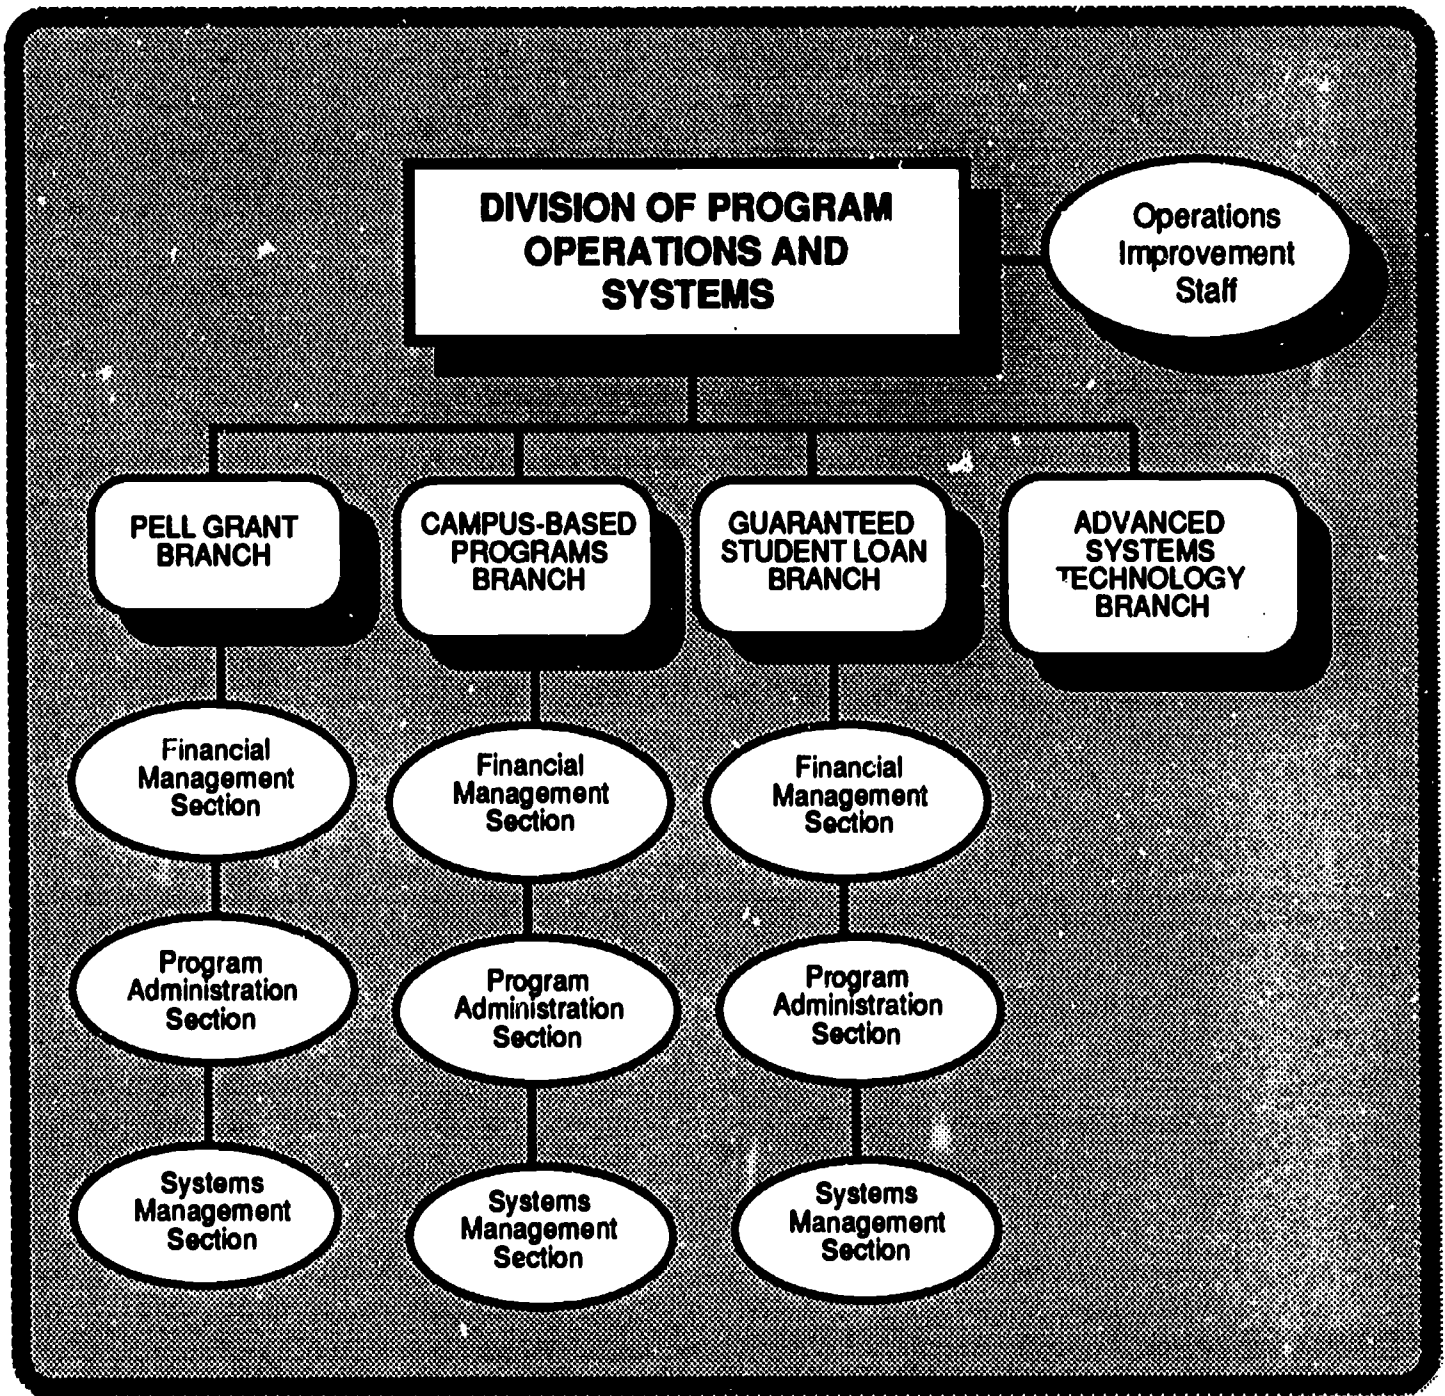 DIVISION OF PROGRAM
OPERATIONS AND
SYSTEMS
Operations
Improvement
Staff
PELL GRANT
BRANCH
CAMPUS-BASED
PROGRAMS
BRANCH
GUARANTEED
STUDENT LOAN
BRANCH
ADVANCED
SYSTEMS
TECHNOLOGY
BRANCH
Financial
Management
Section
Financial
Management
Section
Financial
Management
Section
Program
Administration
Section
Program
Administration
Section
Program
Administration
Section
Systems
Management
Section
Systems
Management
Section
Systems
Management
Section